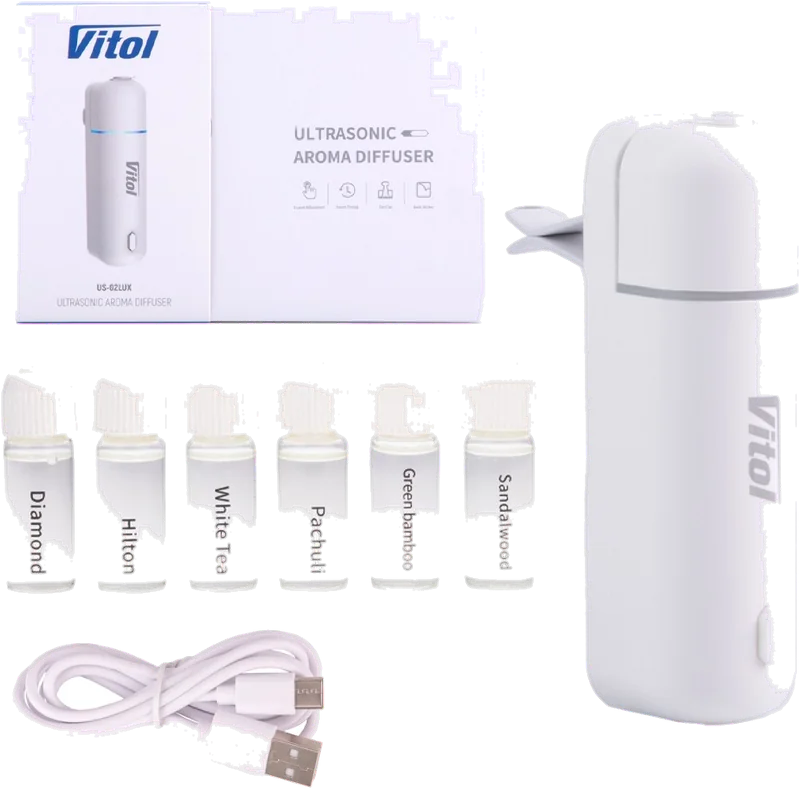 Vitol
ULTRASONIC
AROMA DIFFUSER
Vitol
US-02LUX
ULTRASONIC AROMA DIFFUSER
Vitol
Diamond
Hilton
White Tea
Pachuli
Green bamboo
Sandalwood